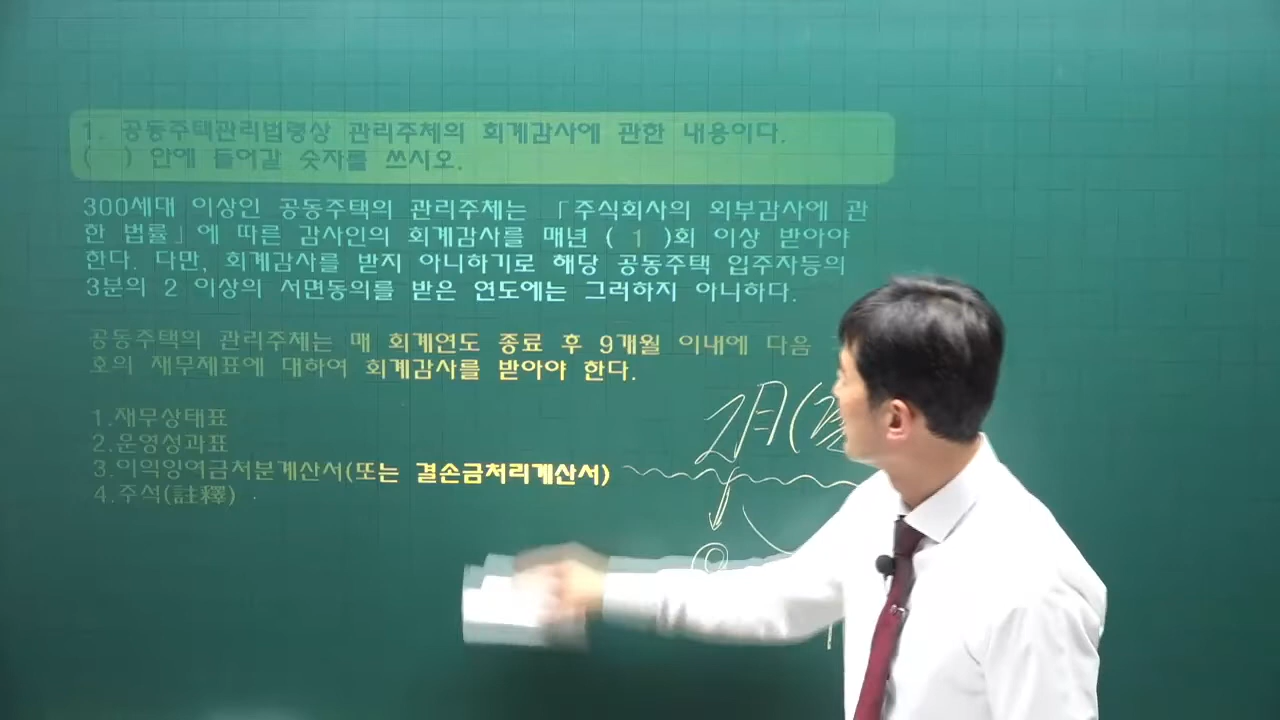 1. 공동주택관리법령상 관리주체의 회계감사에 관한 내용이다.
( ) 안에 들어갈 숫자를 쓰시오.
300세대 이상인 공동주택의 관리주체는 「주식회사의 외부감사에 관
한 법률」에 따른 감사인의 회계감사를 매년 ( 1 )회 이상 받아야
한다. 다만, 회계감사를 받지 아니하기로 해당 공동주택 입주자등의
3분의 2 이상의 서면동의를 받은 연도에는 그러하지 아니하다.
공동주택의 관리주체는 매 회계연도 종료 후 9개월 이내에 다음
호의 재무제표에 대하여 회계감사를 받아야 한다.
1.재무상태표
2.운영성과표
3.이익잉여금처분계산서(또는 결손금처리계산서)
4.주석(註釋)